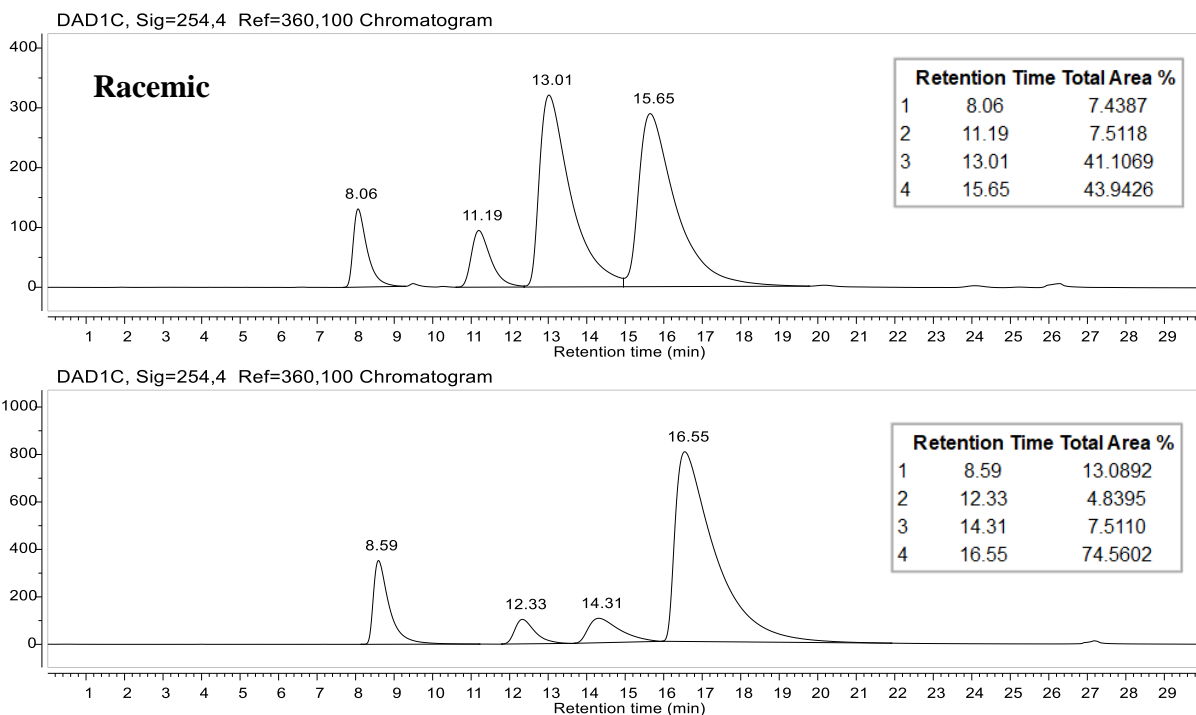 DAD1C, Sig=254,4 Ref=360,100 Chromatogram
Racemic
400
300
200
100
0
8.06
11.19
13.01
15.65
Retention Time Total Area %
1 8.06 7.4387
2 11.19 7.5118
3 13.01 41.1069
4 15.65 43.9426
1 2 3 4 5 6 7 8 9 10 11 12 13 14 15 16 17 18 19 20 21 22 23 24 25 26 27 28 29
Retention time (min)
DAD1C, Sig=254,4 Ref=360,100 Chromatogram
1000
800
600
400
200
0
8.59
12.33
14.31
16.55
Retention Time Total Area %
1 8.59 13.0892
2 12.33 4.8395
3 14.31 7.5110
4 16.55 74.5602
1 2 3 4 5 6 7 8 9 10 11 12 13 14 15 16 17 18 19 20 21 22 23 24 25 26 27 28 29
Retention time (min)